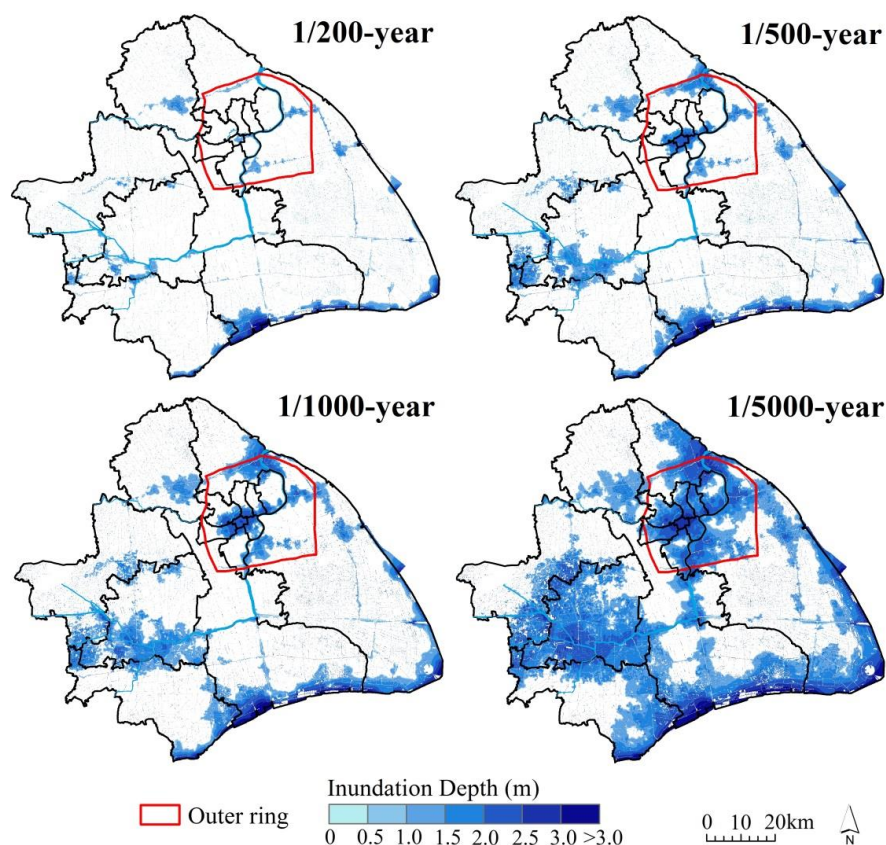 1/200-year
1/500-year
1/1000-year
1/5000-year
Inundation Depth (m)
Outer ring
0 0.5 1.0 1.5 2.0 2.5 3.0 >3.0
0 10 20km
N